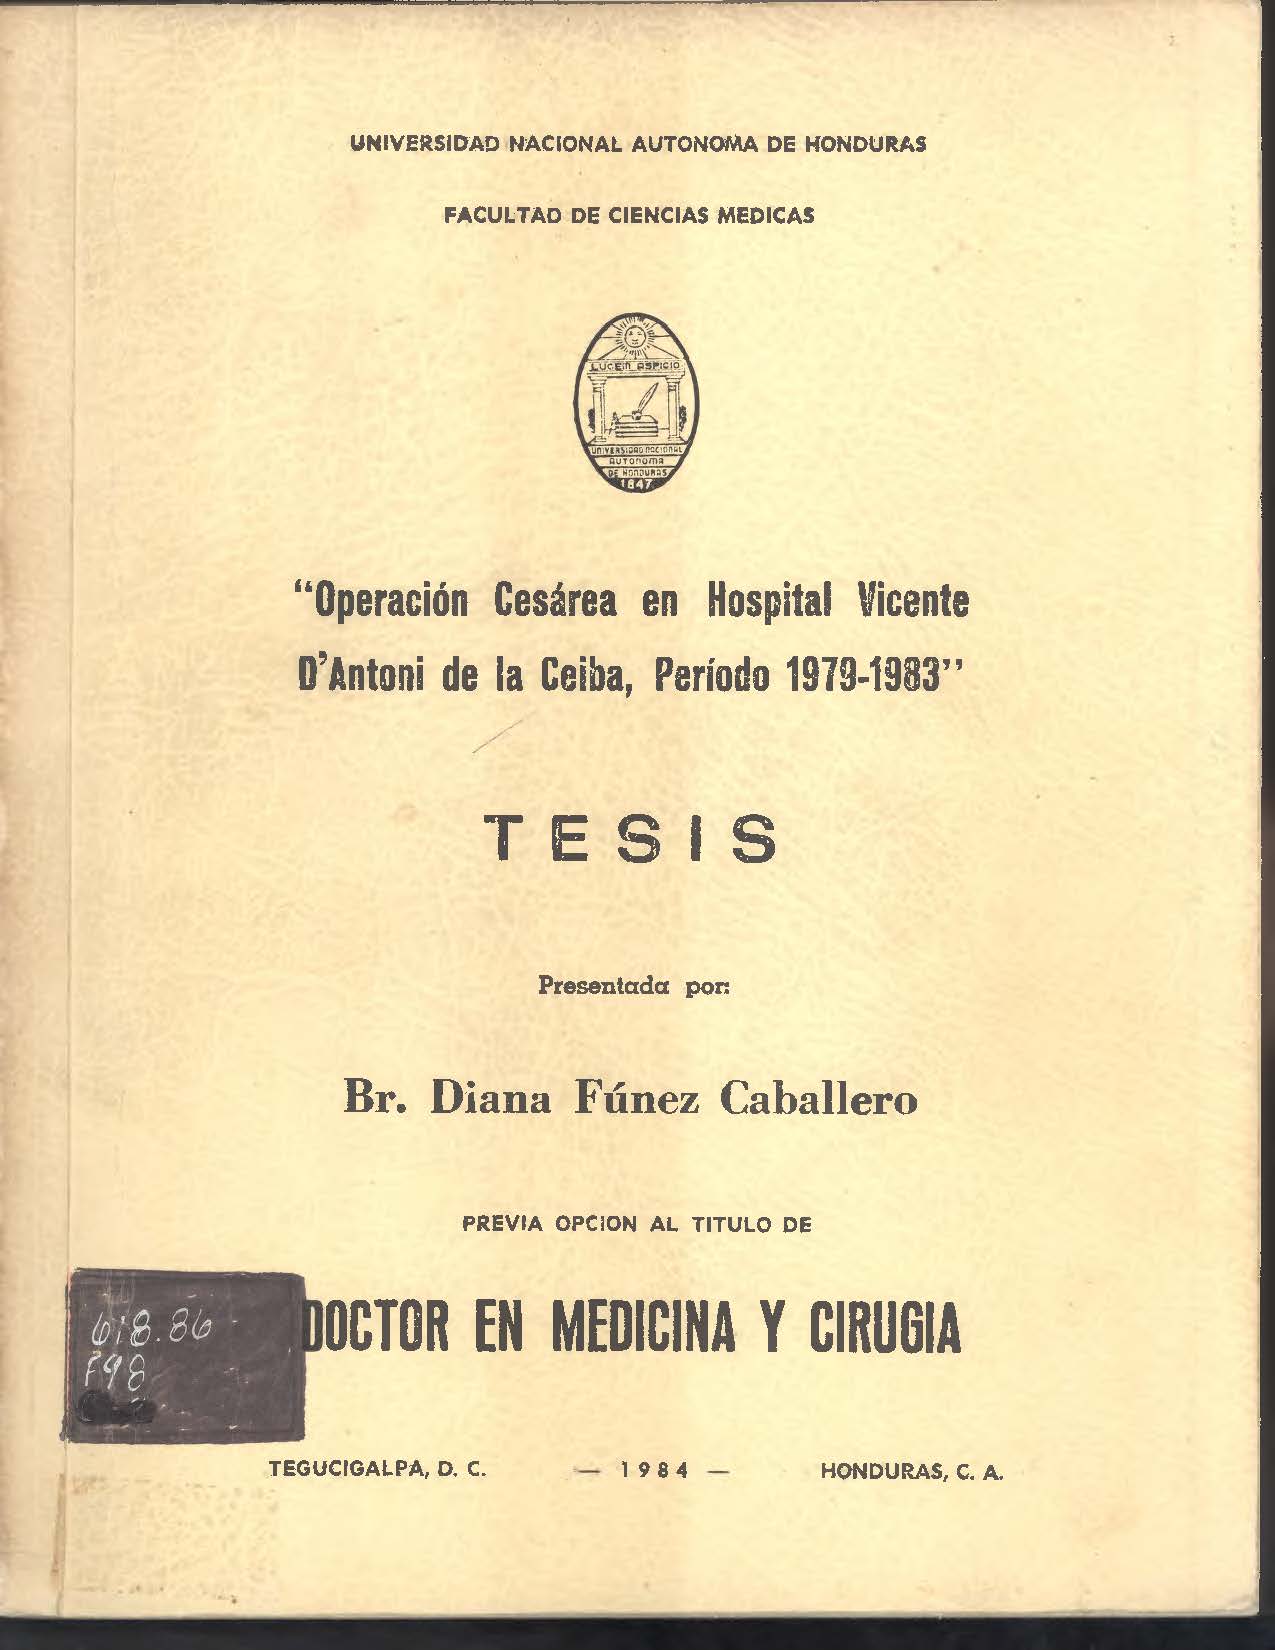 UNIVERSIDAD NACIONAL AUTONOMA DE HONDURAS
FACULTAD DE CIENCIAS MEDICAS
LUCEM ASPICIO
UNIVERSIDAD NACIONAL
AUTONOMA
DE HONDURAS
1847
“Operación Cesárea en Hospital Vicente
D’Antoni de la Ceiba, Período 1979-1983”
TESIS
Presentada por:
Br. Diana Fúnez Caballero
PREVIA OPCION AL TITULO DE
DOCTOR EN MEDICINA Y CIRUGIA
618.86
F98
TEGUCIGALPA, D. C. — 1984 — HONDURAS, C. A.